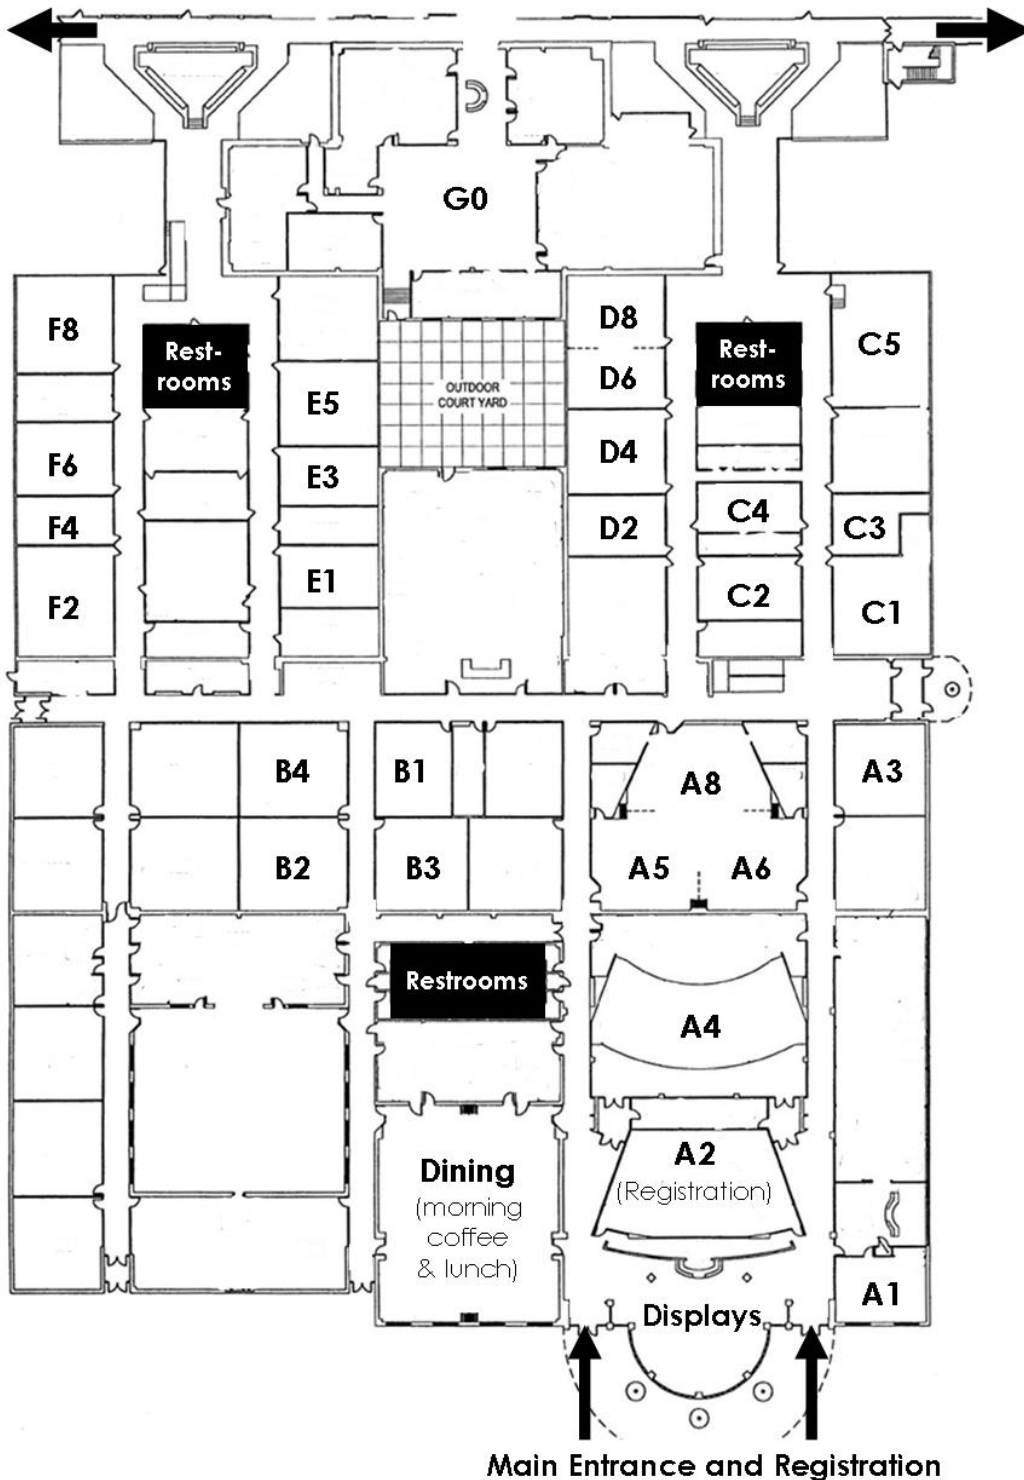 G0
F8
Rest-
rooms
E5
OUTDOOR
COURT YARD
D8
D6
Rest-
rooms
C5
F6
E3
D4
F4
D2
C4
C3
F2
E1
C2
C1
B4
B1
A8
A3
B2
B3
A5
A6
Restrooms
A4
A2
(Registration)
Dining
(morning
coffee
& lunch)
A1
Displays
Main Entrance and Registration